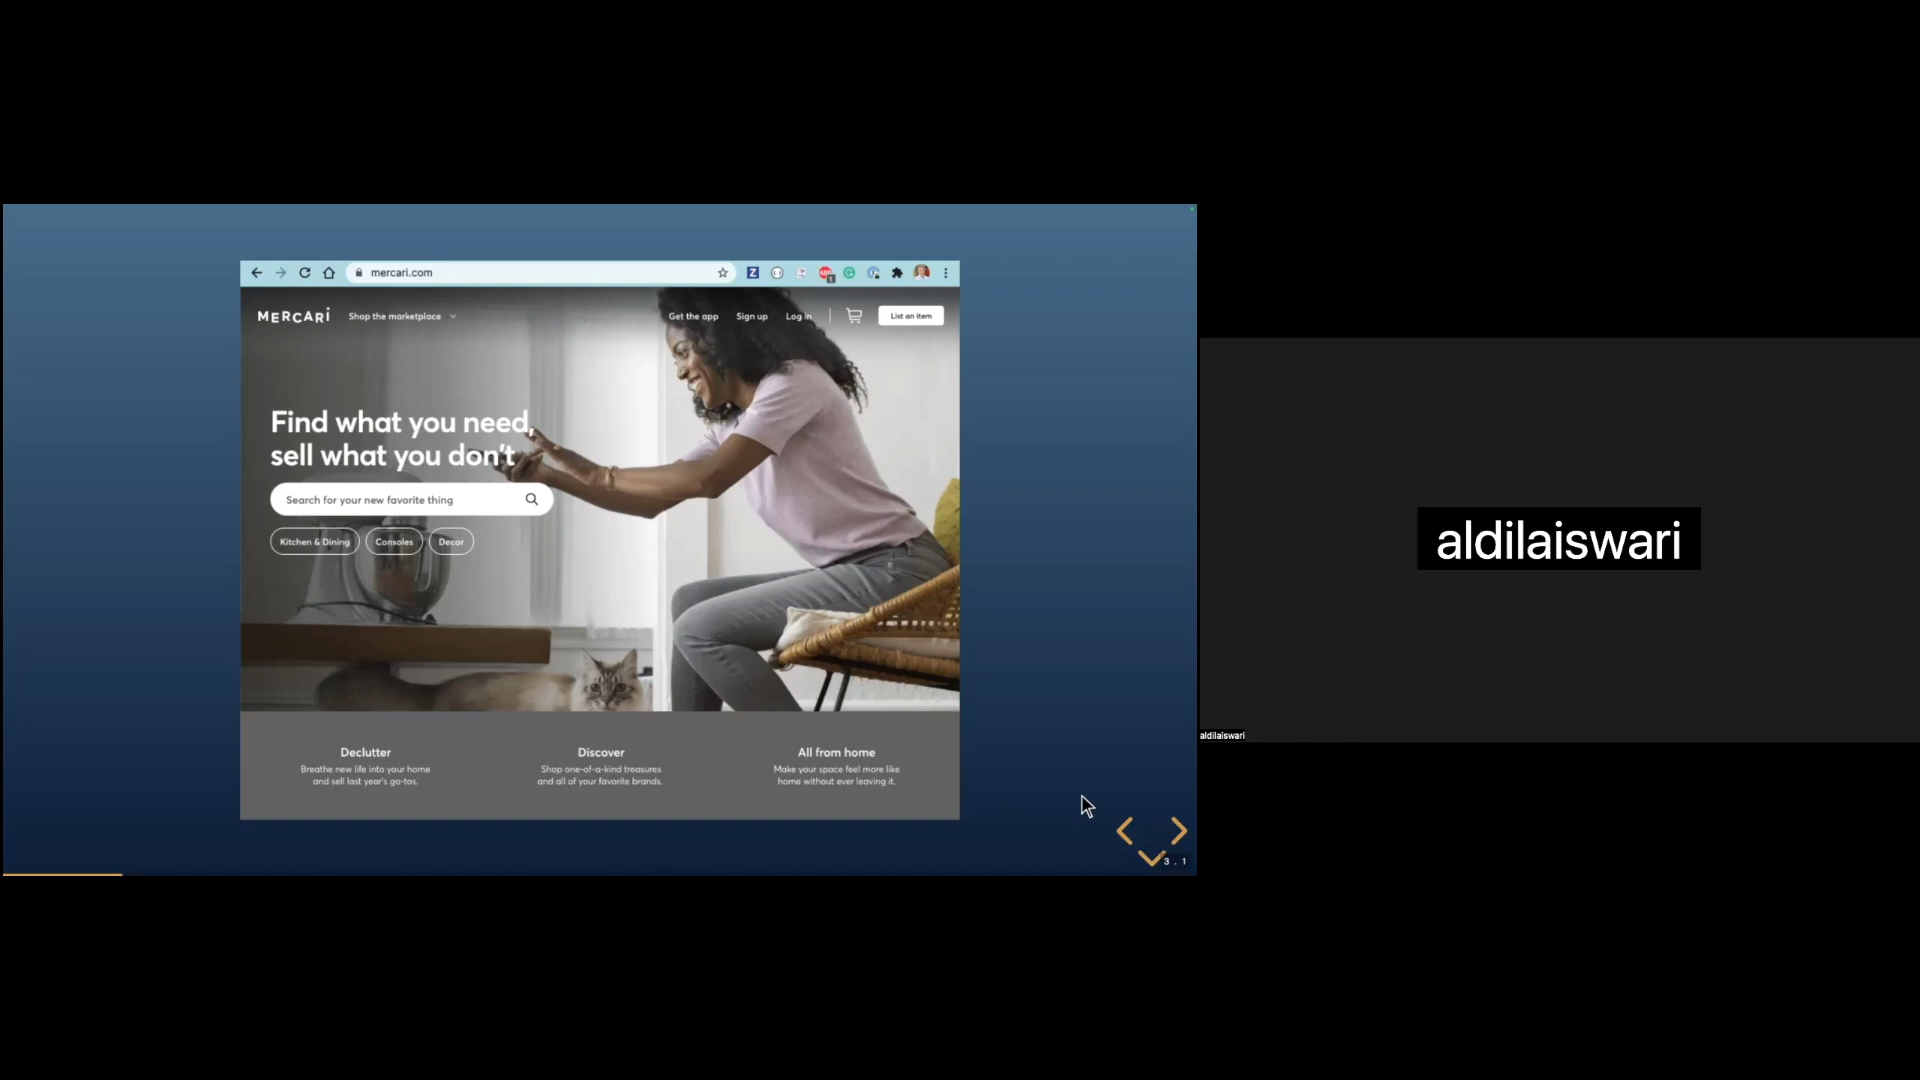 mercari.com
MERCARI
Shop the marketplace
Get the app
Sign up
Log in
List an item
Find what you need,
sell what you don't
Search for your new favorite thing
Kitchen & Dining
Consoles
Decor
Declutter
Breathe new life into your home
and sell last year's go-tos.
Discover
Shop one-of-a-kind treasures
and all of your favorite brands.
All from home
Make your space feel more like
home without ever leaving it.
3.1
aldilaiswari
aldilaiswari